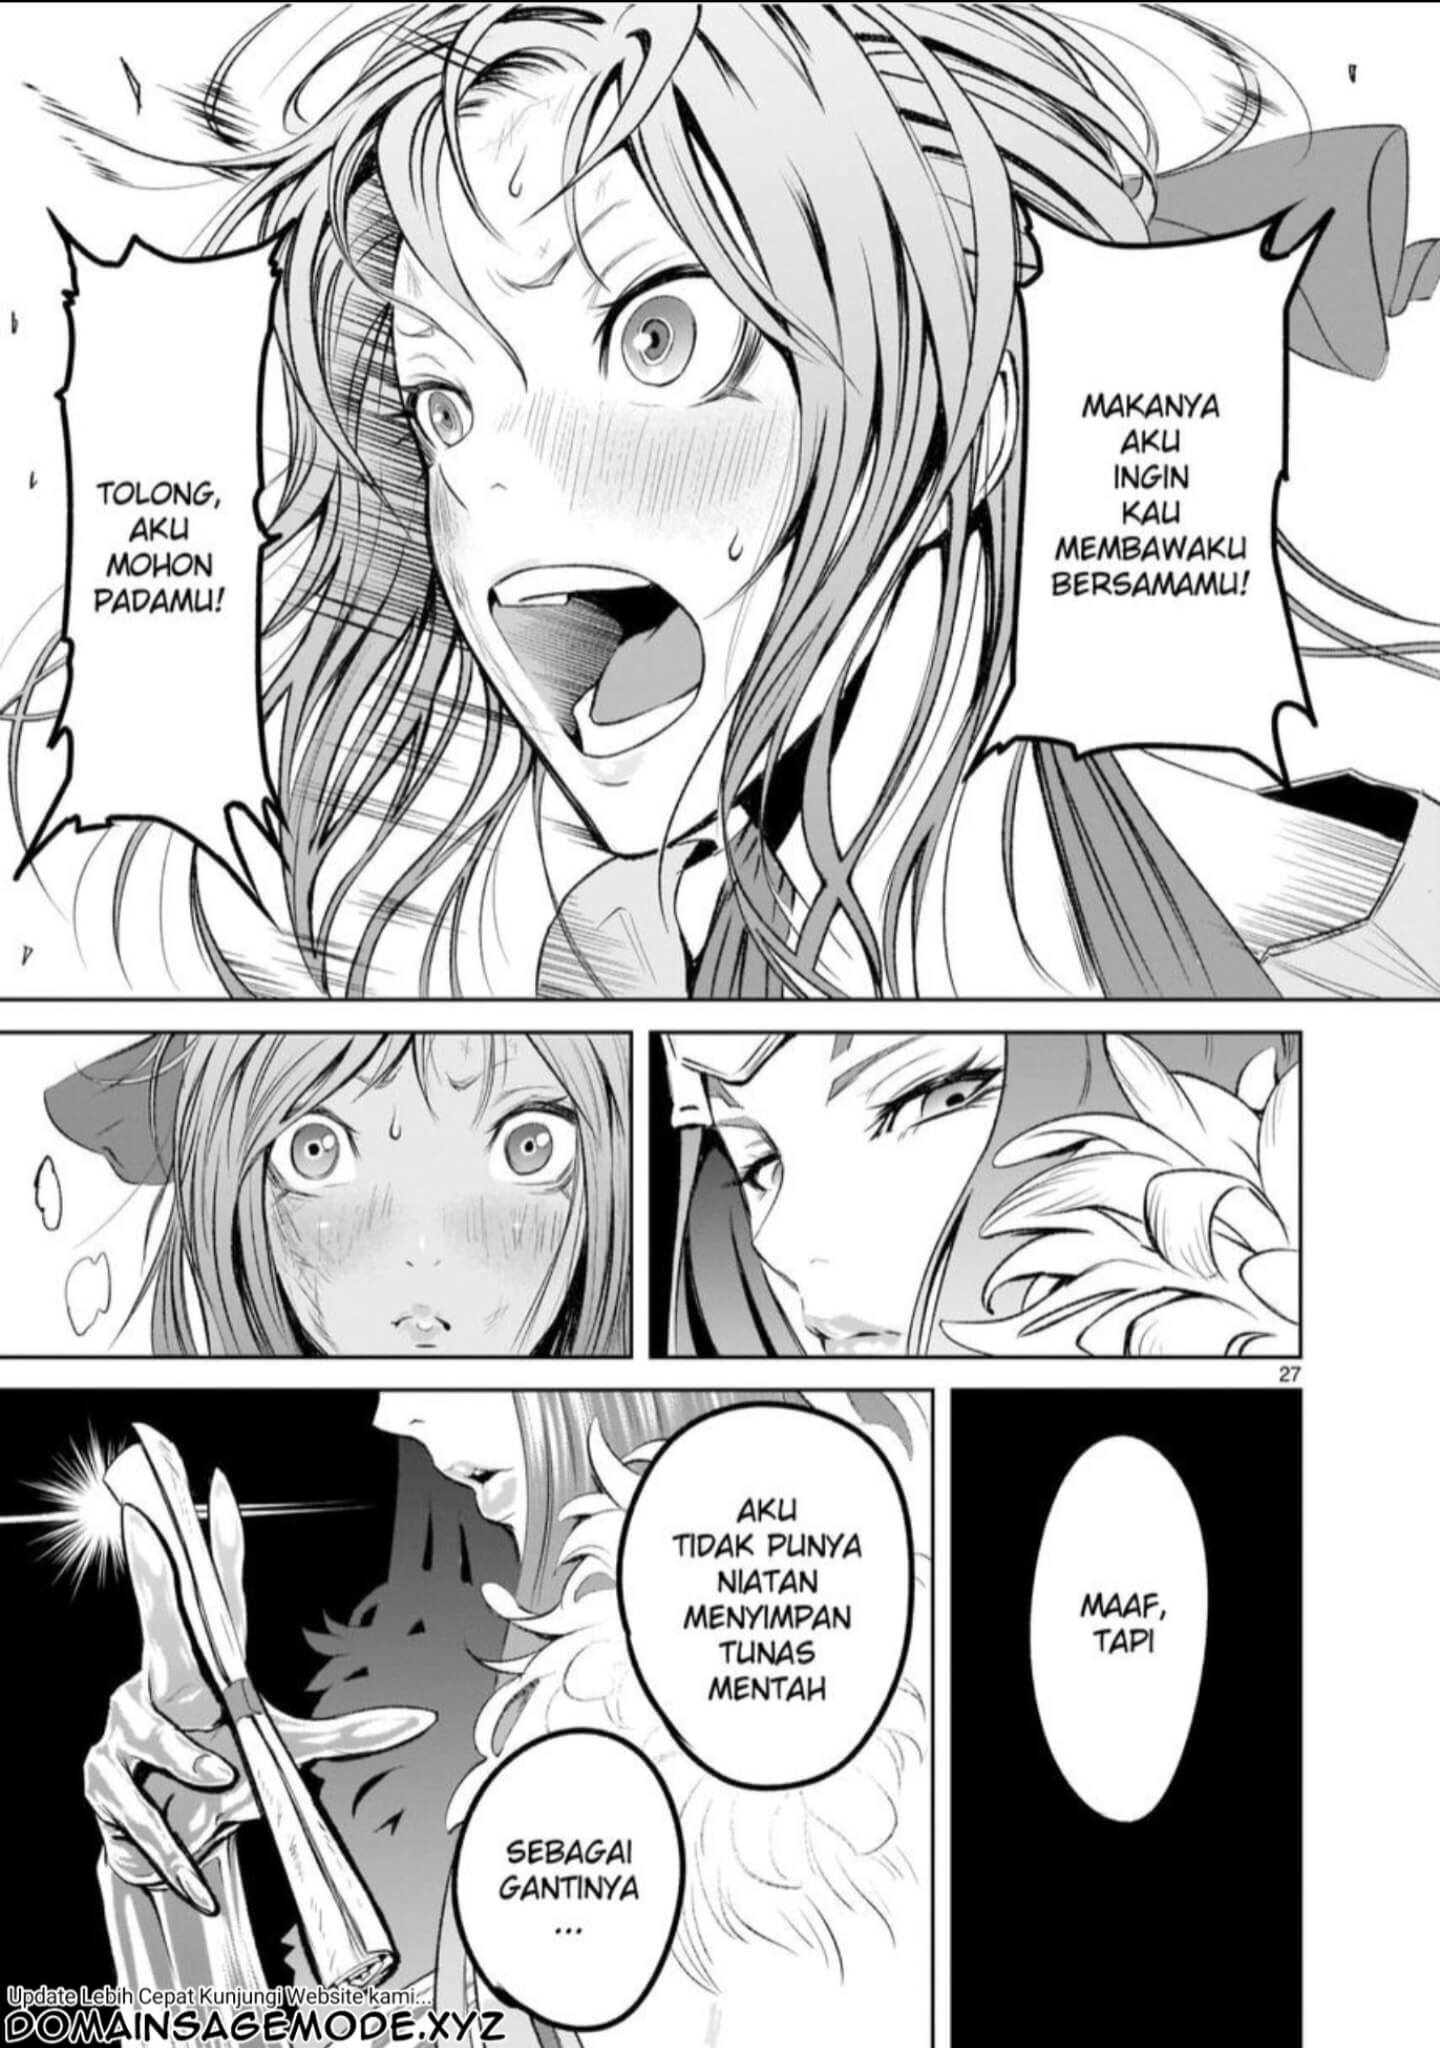 MAKANYA
AKU
INGIN
KAU
MEMBAWAKU
BERSAMAMU!
TOLONG,
AKU
MOHON
PADAMU!
27
MAAF,
TAPI
AKU
TIDAK PUNYA
NIATAN
MENYIMPAN
TUNAS
MENTAH
SEBAGAI
GANTINYA
...
Update Lebih Cepat Kunjungi Website kami...
DOMAINSAGEMODE.XYZ